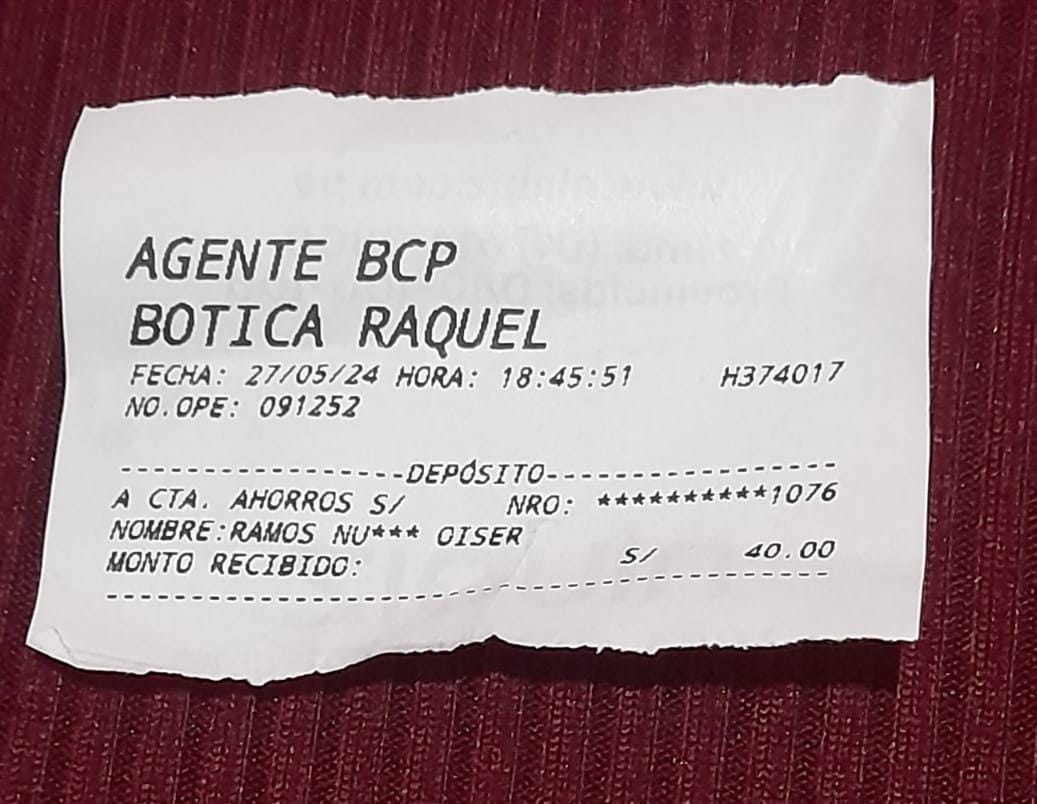 AGENTE BCP
BOTICA RAQUEL
FECHA: 27/05/24 HORA: 18:45:51 H374017
NO.OPE: 091252
-----------------DEPÓSITO-----------------
A CTA. AHORROS S/ NRO: **********1076
NOMBRE:RAMOS NU*** OISER
MONTO RECIBIDO: S/ 40.00